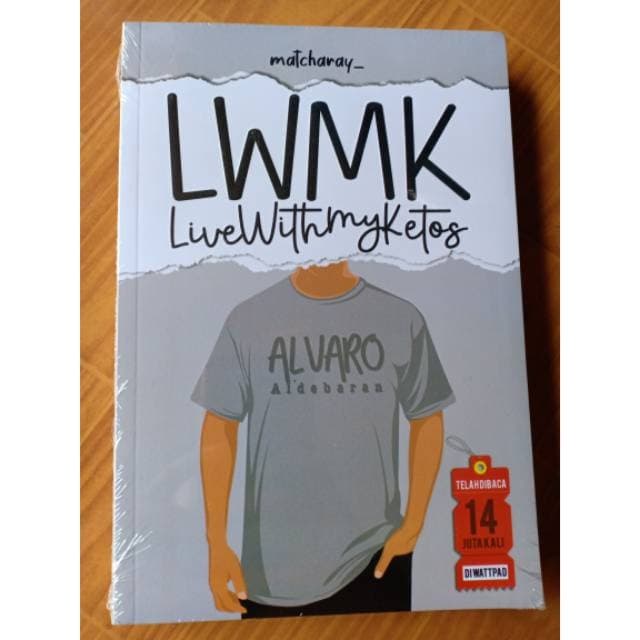 matcharay_
LWMK
LiveWithMyKetos
ALVARO
Aldebaran
TELAH DIBACA
14
JUTA KALI
DI WATTPAD